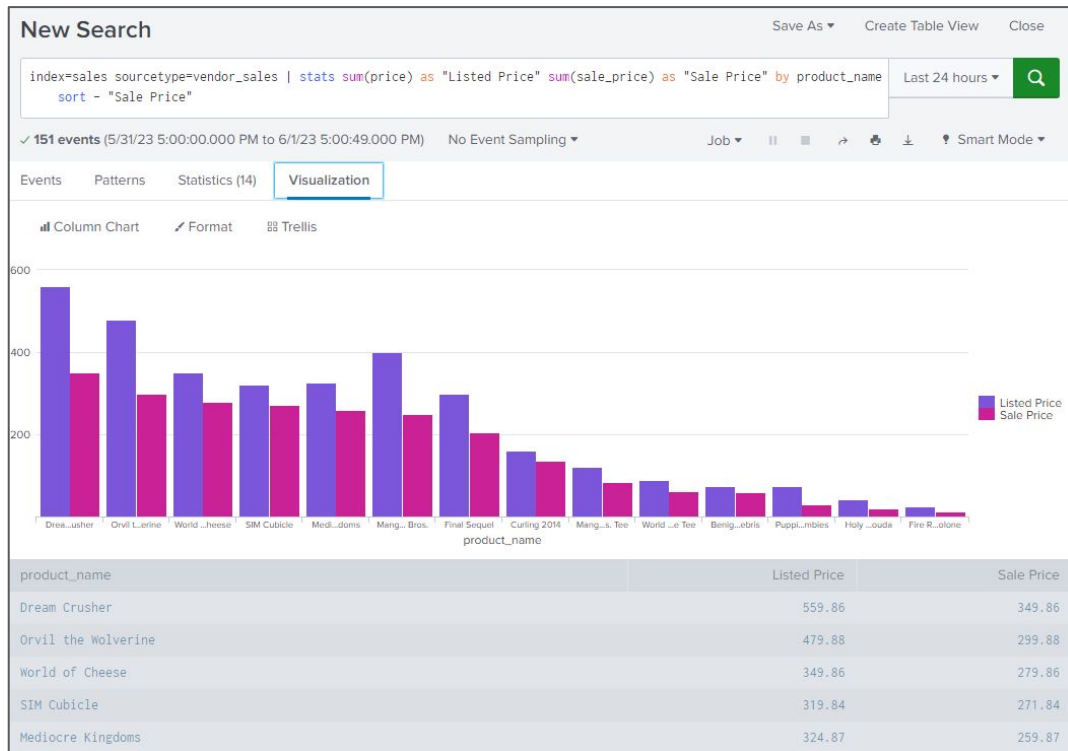 New Search
Save As ▾ Create Table View Close
index=sales sourcetype=vendor_sales | stats sum(price) as "Listed Price" sum(sale_price) as "Sale Price" by product_name
sort - "Sale Price"
Last 24 hours ▾
✓ 151 events (5/31/23 5:00:00.000 PM to 6/1/23 5:00:49.000 PM) No Event Sampling ▾ Job ▾ Smart Mode ▾
Events Patterns Statistics (14) Visualization
Column Chart Format Trellis
600
400
200
Listed Price
Sale Price
Drea...usher Orvil t...erine World ...heese SIM Cubicle Medi...doms Mang... Bros. Final Sequel Curling 2014 Mang...s. Tee World ...e Tee Benig...ebris Puppi...mbies Holy ...ouda Fire R...olone
product_name
product_name Listed Price Sale Price
Dream Crusher 559.86 349.86
Orvil the Wolverine 479.88 299.88
World of Cheese 349.86 279.86
SIM Cubicle 319.84 271.84
Mediocre Kingdoms 324.87 259.87